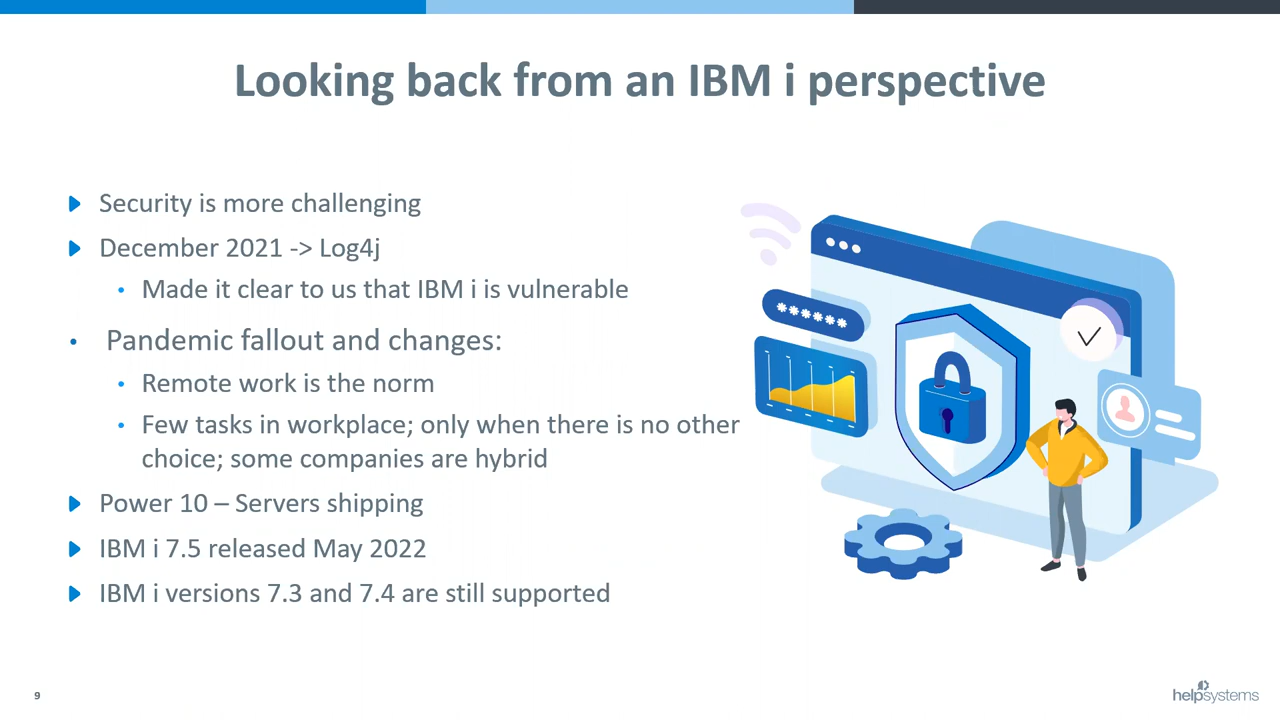 Looking back from an IBM i perspective
Security is more challenging
December 2021 -> Log4j
Made it clear to us that IBM i is vulnerable
Pandemic fallout and changes:
Remote work is the norm
Few tasks in workplace; only when there is no other
choice; some companies are hybrid
Power 10 – Servers shipping
IBM i 7.5 released May 2022
IBM i versions 7.3 and 7.4 are still supported
9
helpsystems